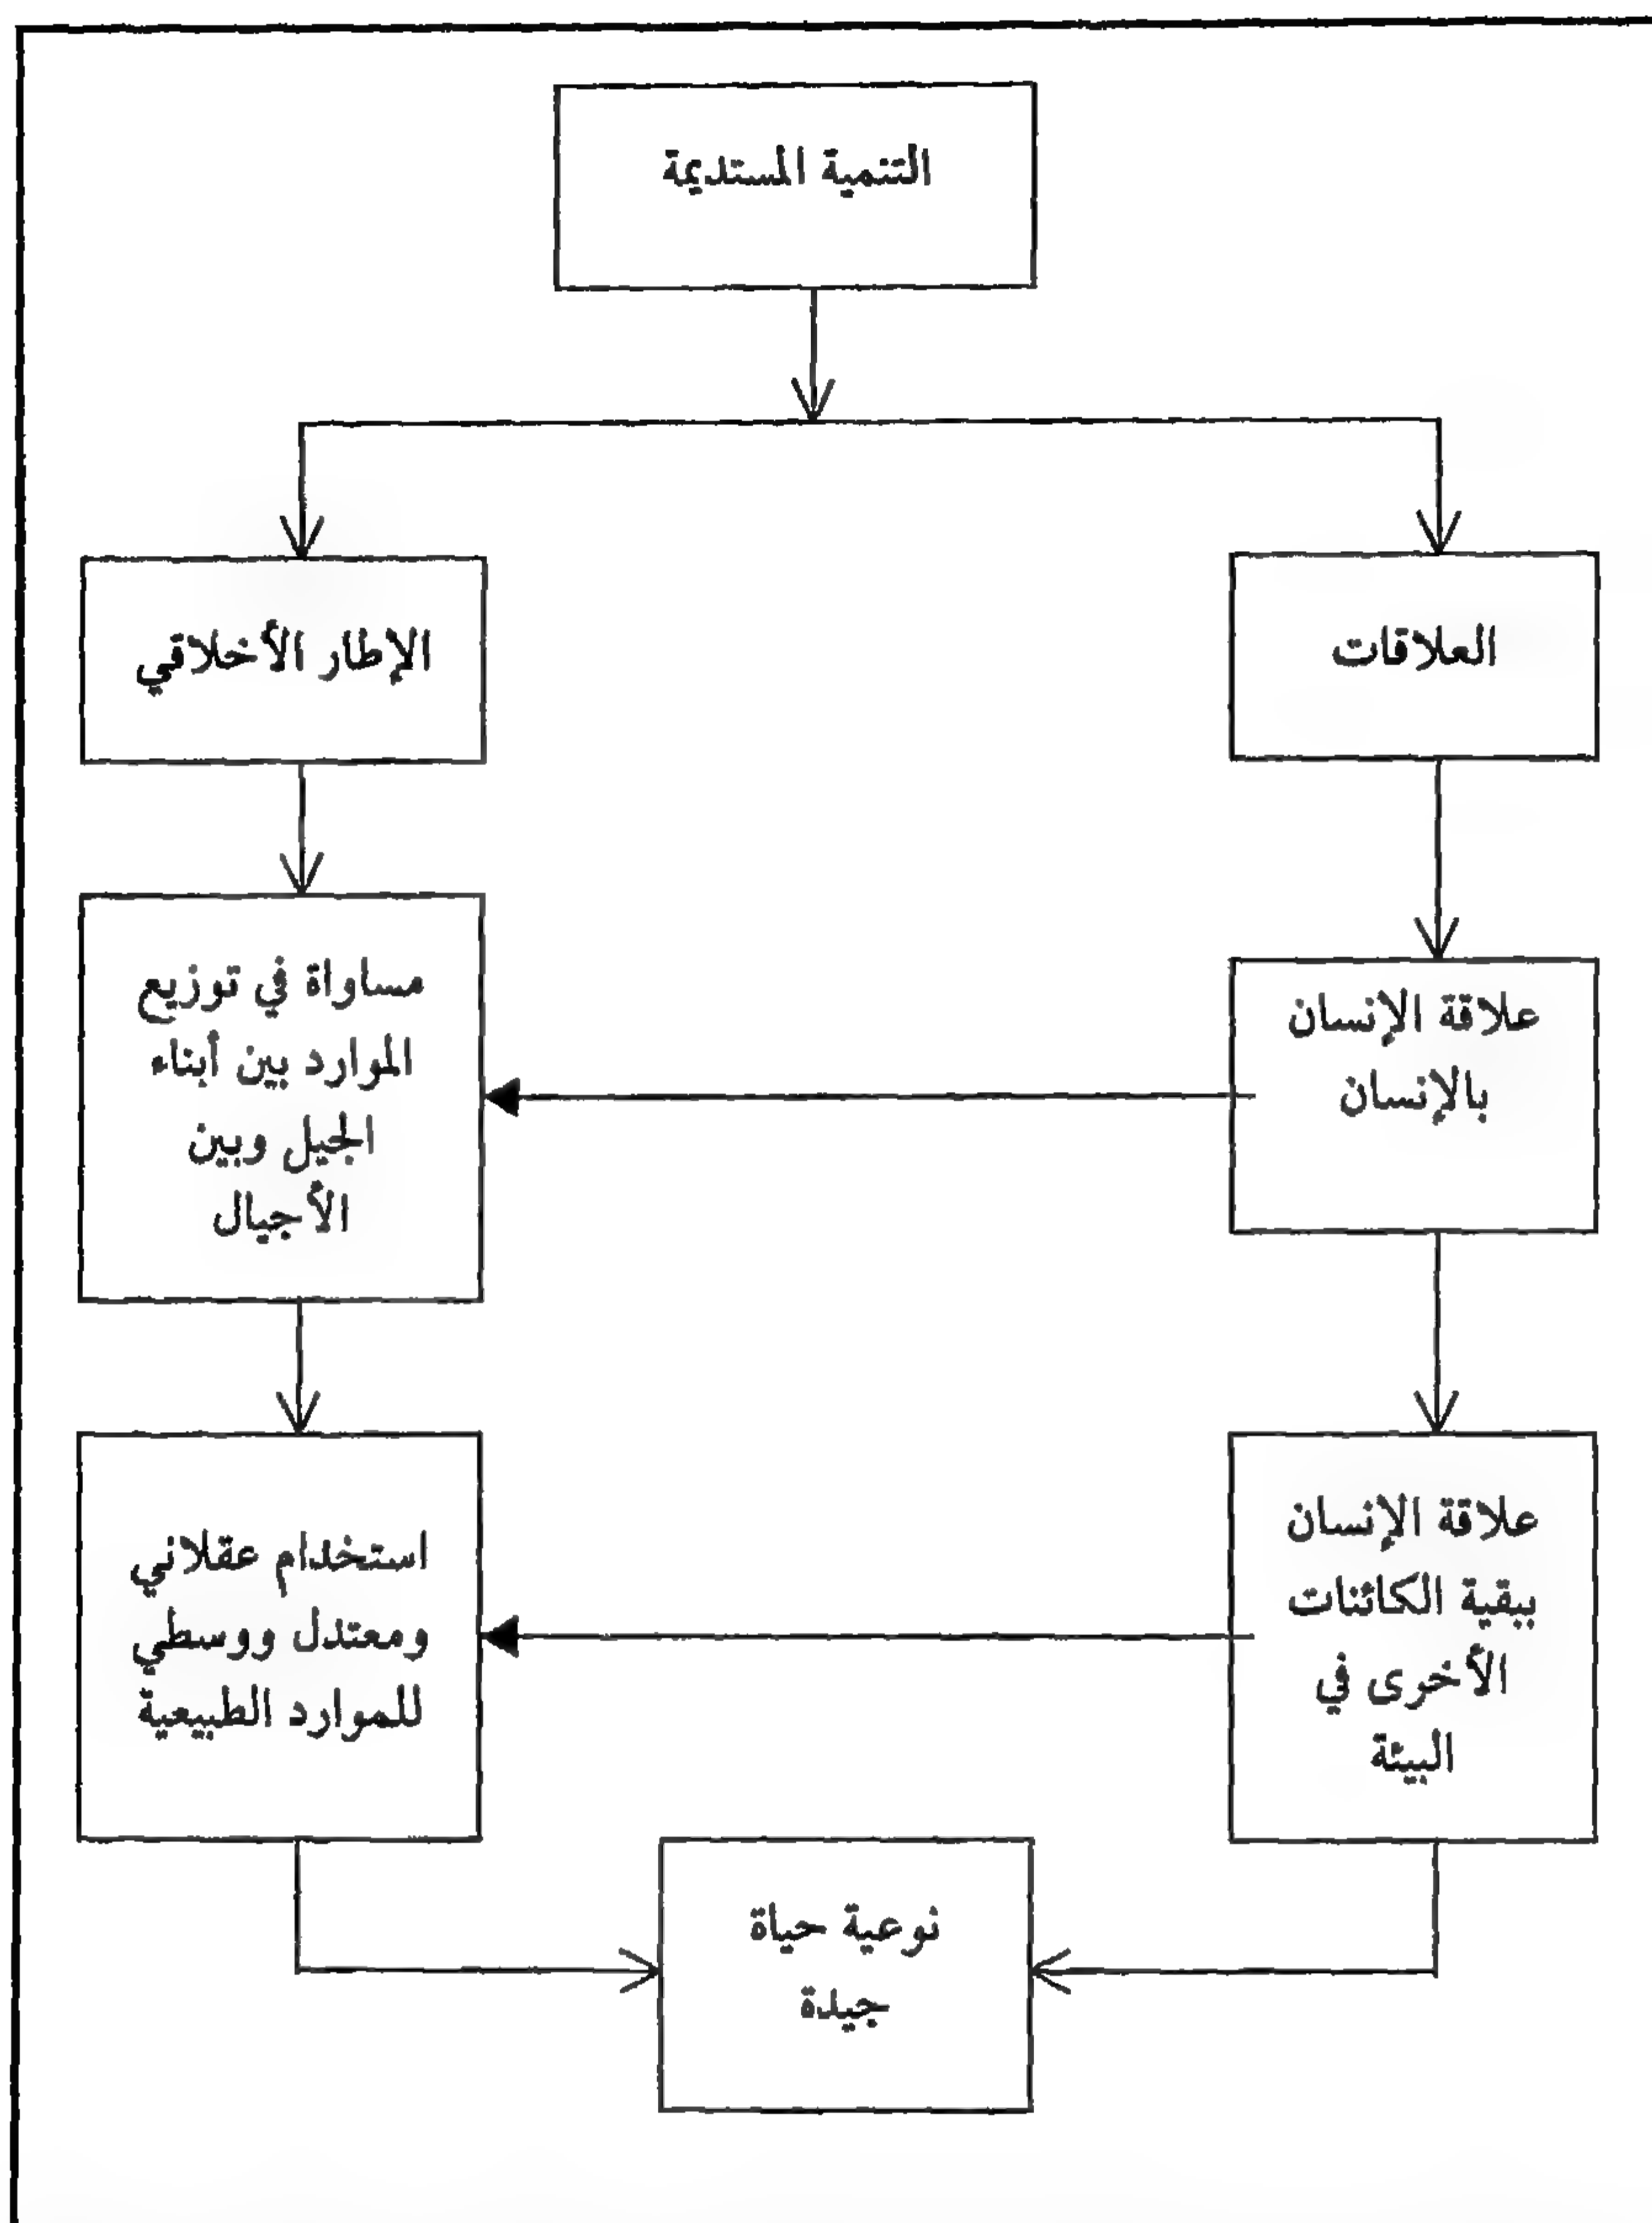 التنمية المستديمة
العلاقات
الإطار الأخلاقي
علاقة الإنسان
بالإنسان
مساواة في توزيع
الموارد بين أبناء
الجيل وبين
الأجيال
علاقة الإنسان
ببقية الكائنات
الأخرى في
البيئة
استخدام عقلاني
ومعتدل ووسطي
للموارد الطبيعية
نوعية حياة
جيدة